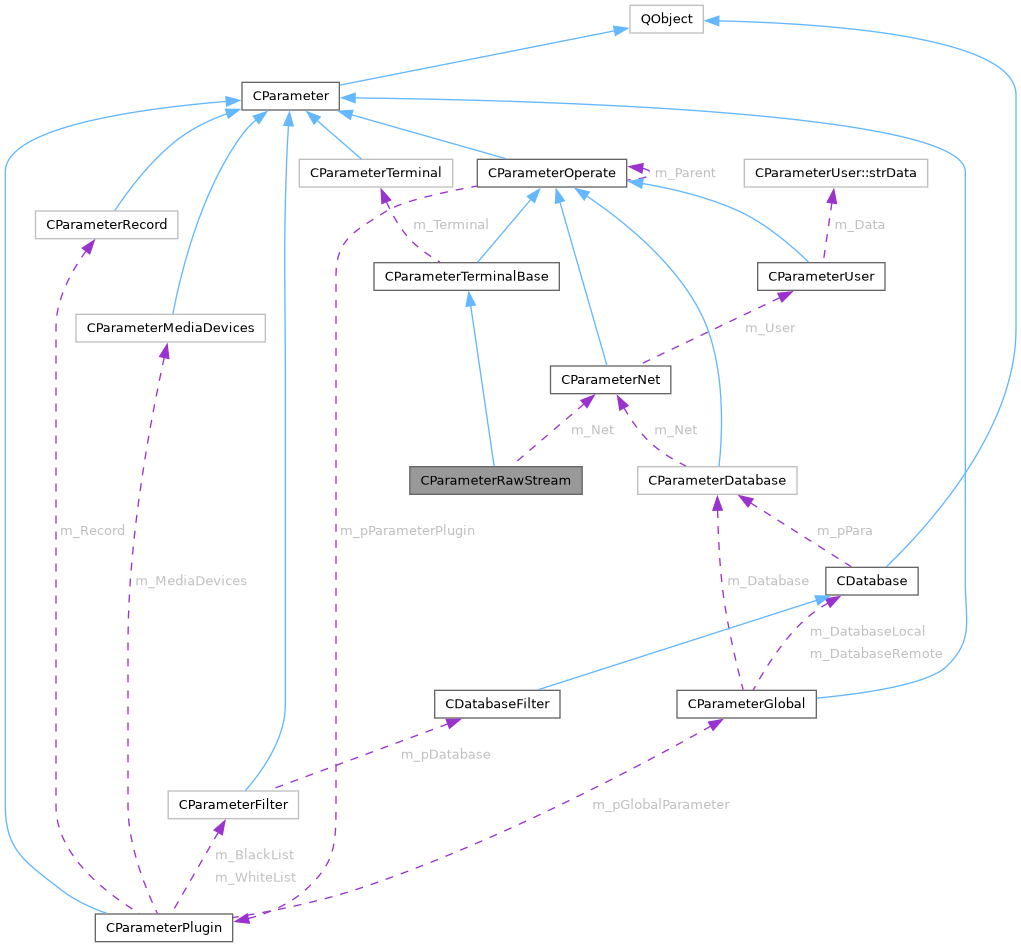 QObject
CParameter
CParameterTerminal
CParameterOperate
m_Parent
CParameterUser::strData
CParameterRecord
m_Terminal
m_Data
CParameterTerminalBase
CParameterUser
CParameterMediaDevices
m_User
CParameterNet
m_Net
m_Net
CParameterRawStream
CParameterDatabase
m_Record
m_pParameterPlugin
m_pPara
m_MediaDevices
m_Database
CDatabase
m_DatabaseLocal
m_DatabaseRemote
CDatabaseFilter
CParameterGlobal
m_pDatabase
CParameterFilter
m_pGlobalParameter
m_BlackList
m_WhiteList
CParameterPlugin